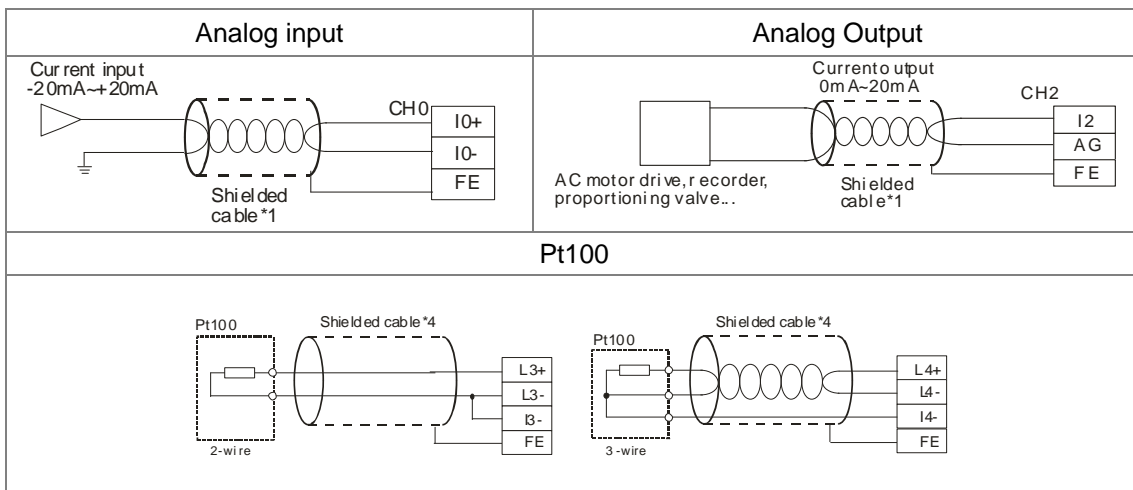 Analog input
Analog Output
Current input
-20mA~+20mA
CH0
I0+
I0-
FE
Shielded
cable*1
Current output
0mA~20mA
CH2
I2
AG
FE
AC motor drive, recorder,
proportioning valve...
Shielded
cable*1
Pt100
Pt100
Shielded cable*4
L3+
L3-
I3-
FE
2-wire
Pt100
Shielded cable*4
L4+
L4-
I4-
FE
3-wire